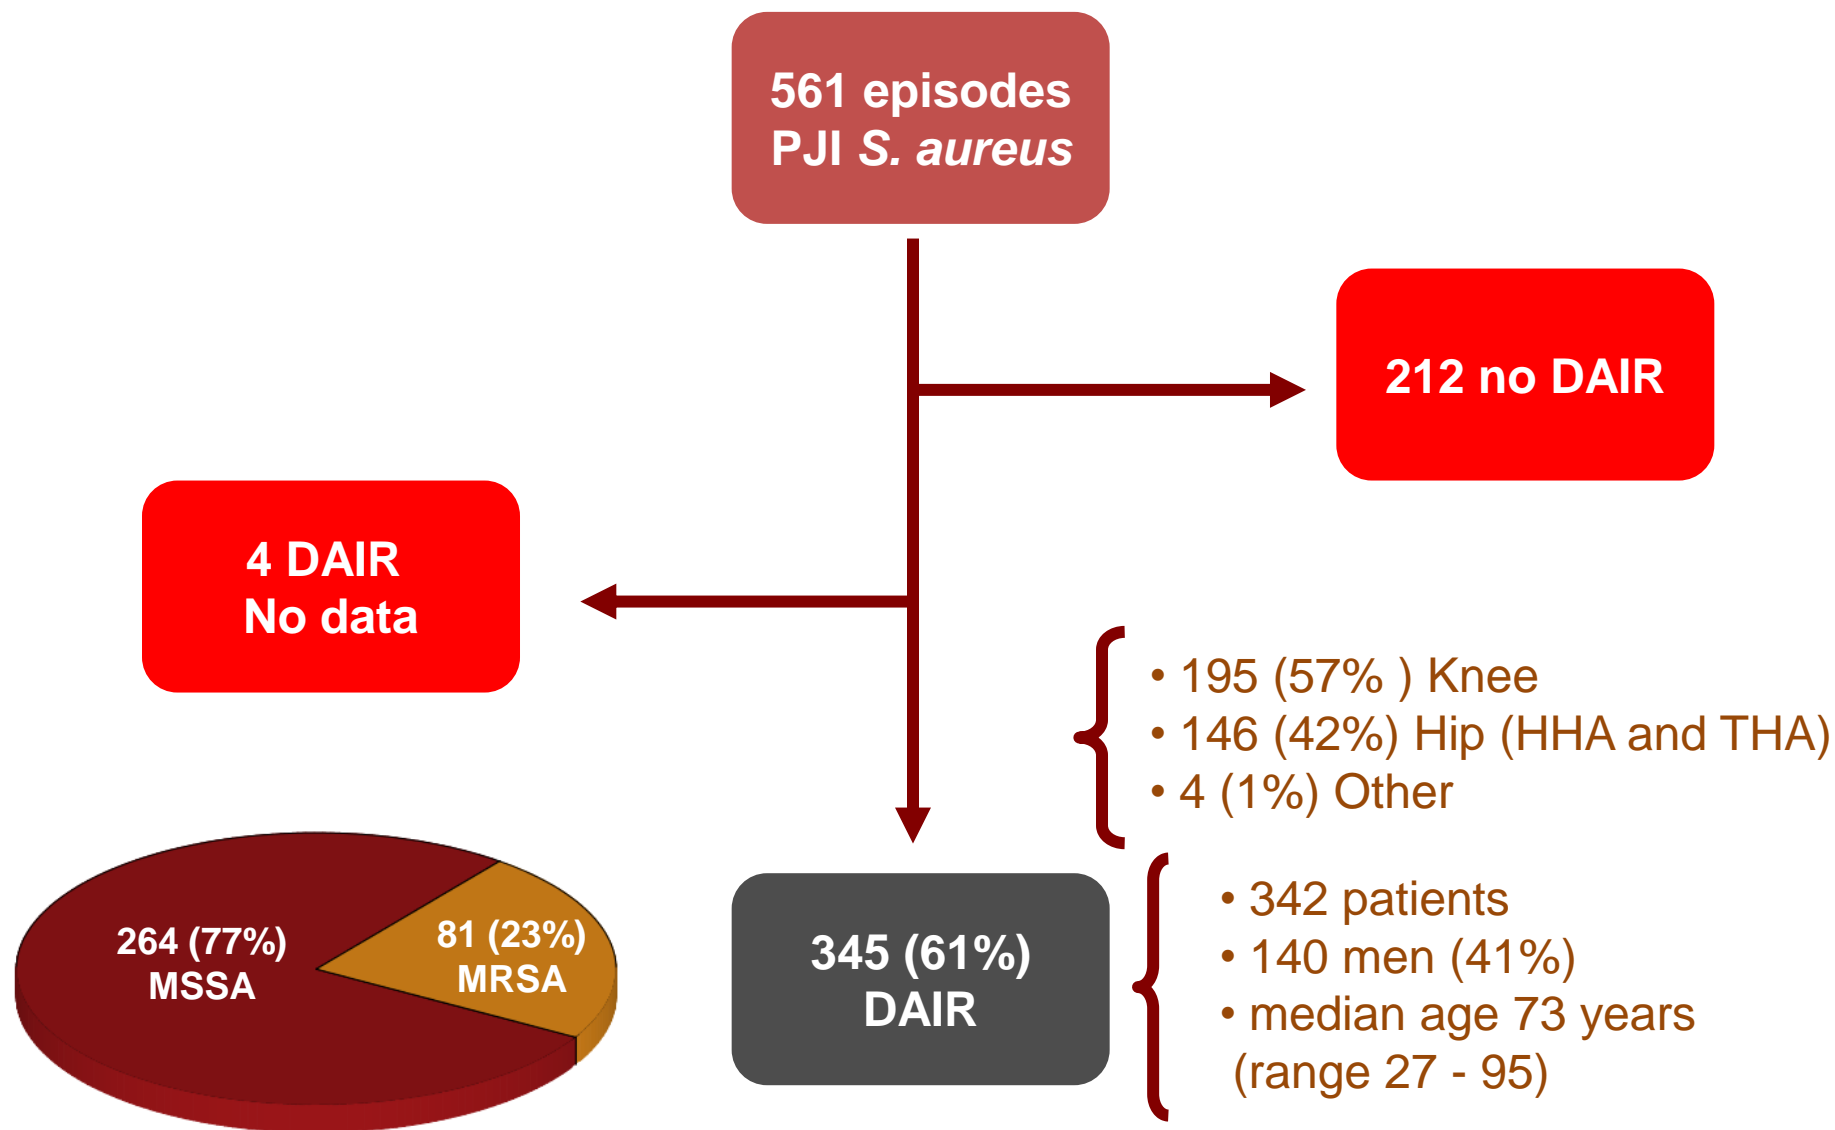 561 episodes
PJI S. aureus
212 no DAIR
4 DAIR
No data
• 195 (57% ) Knee
• 146 (42%) Hip (HHA and THA)
• 4 (1%) Other
264 (77%)
MSSA
81 (23%)
MRSA
345 (61%)
DAIR
• 342 patients
• 140 men (41%)
• median age 73 years
(range 27 - 95)